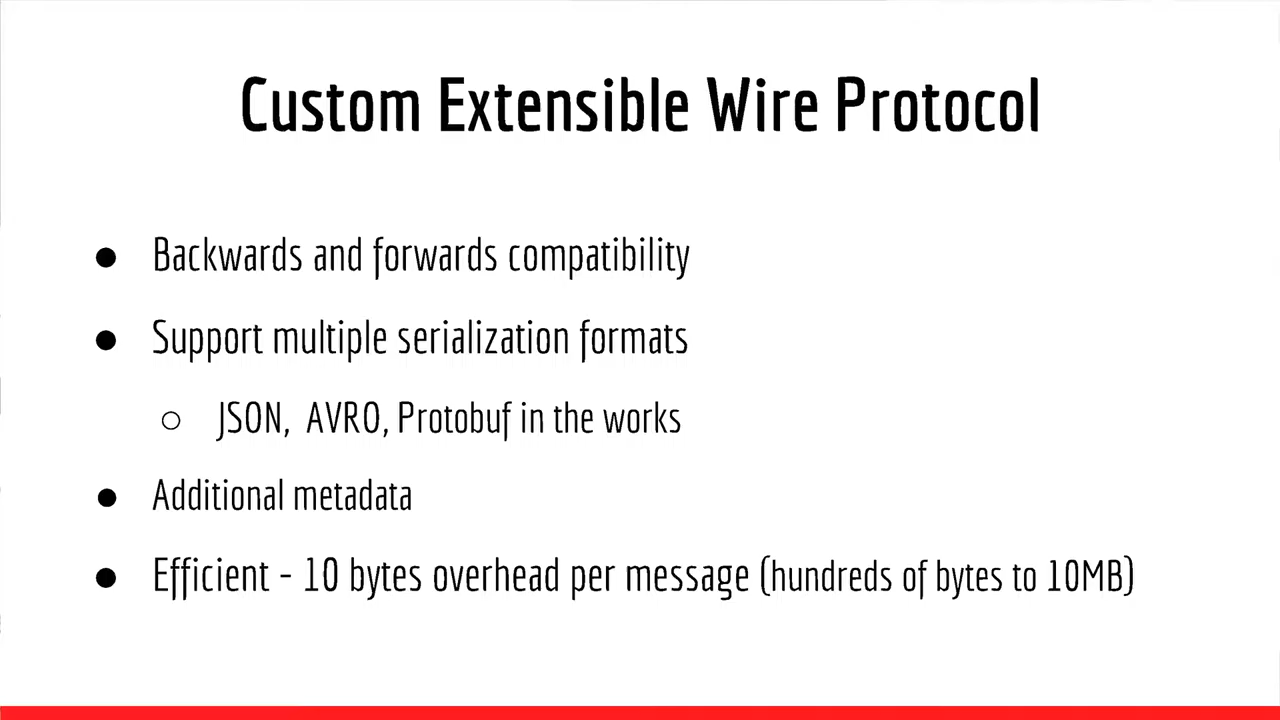 Custom Extensible Wire Protocol
● Backwards and forwards compatibility
● Support multiple serialization formats
○ JSON, AVRO, Protobuf in the works
● Additional metadata
● Efficient - 10 bytes overhead per message (hundreds of bytes to 10MB)